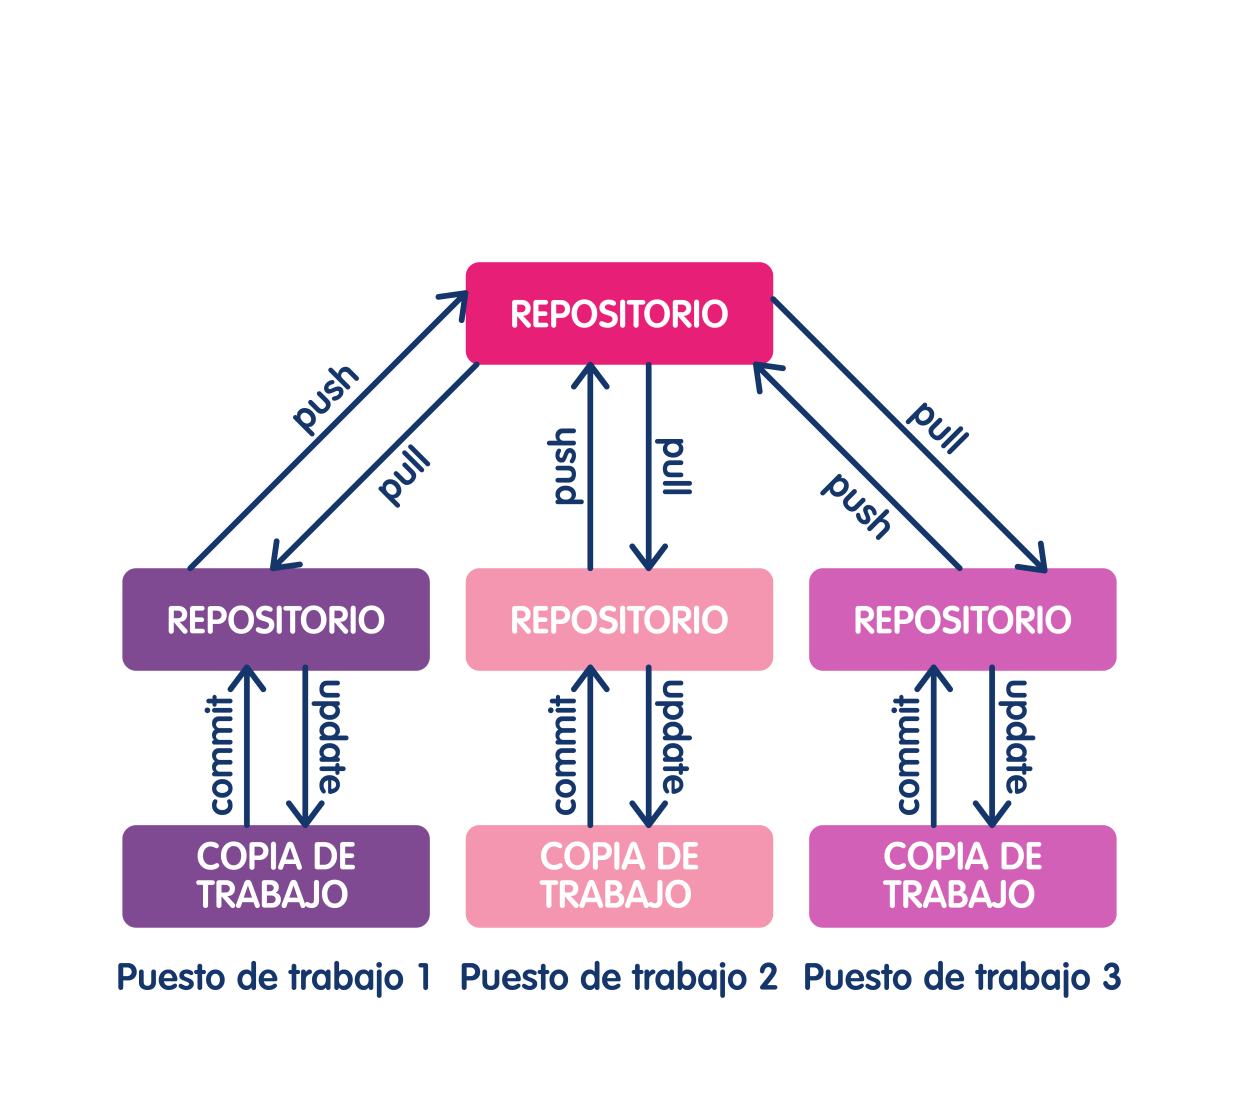 REPOSITORIO
push
pull
push
pull
push
pull
REPOSITORIO
REPOSITORIO
REPOSITORIO
commit
update
commit
update
commit
update
COPIA DE
TRABAJO
COPIA DE
TRABAJO
COPIA DE
TRABAJO
Puesto de trabajo 1
Puesto de trabajo 2
Puesto de trabajo 3